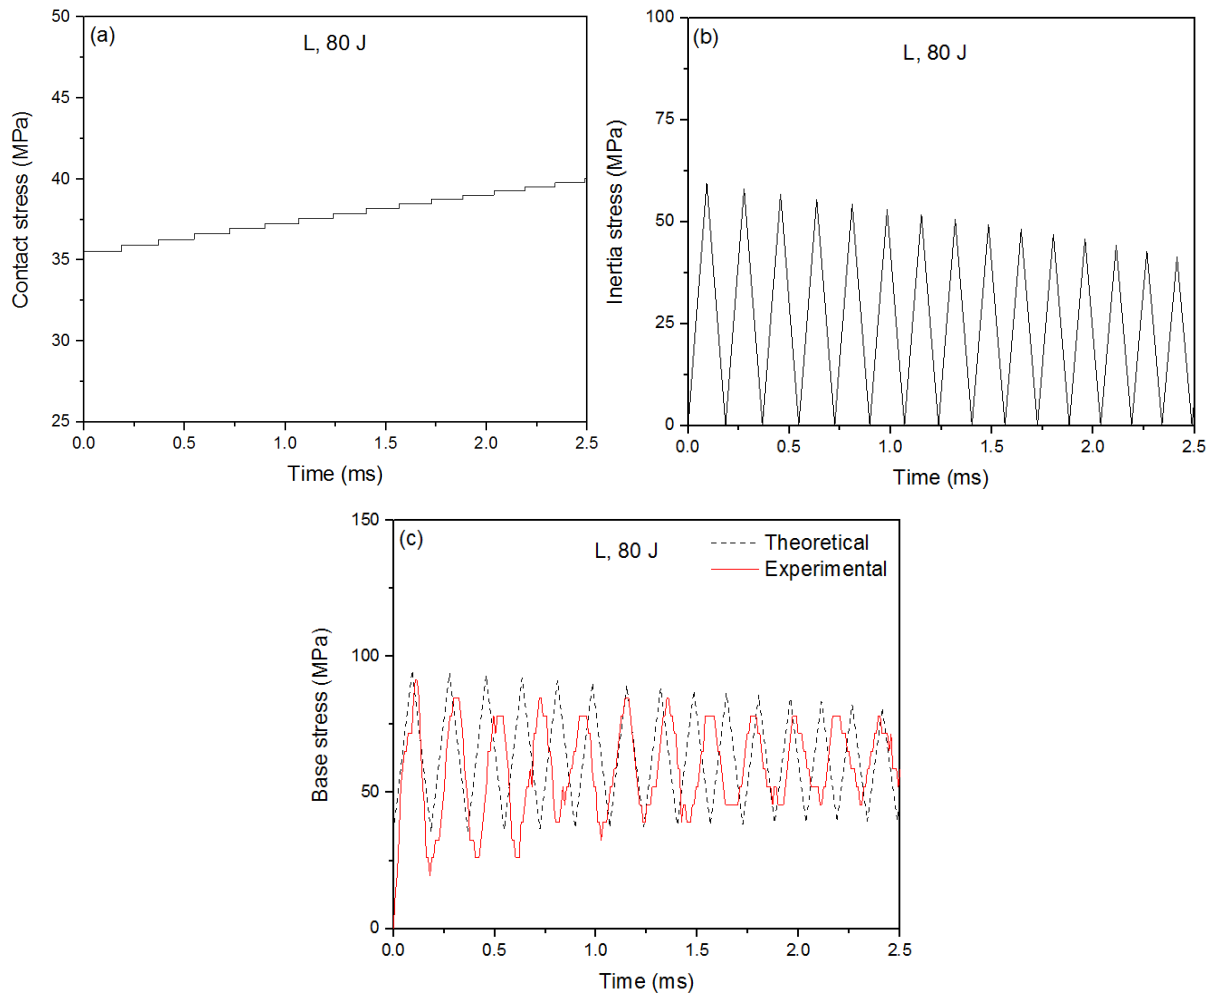 (a)
L, 80 J
Contact stress (MPa)
50
45
40
35
30
25
0.0 0.5 1.0 1.5 2.0 2.5
Time (ms)
(b)
L, 80 J
Inertia stress (MPa)
100
75
50
25
0
0.0 0.5 1.0 1.5 2.0 2.5
Time (ms)
(c)
L, 80 J
Theoretical
Experimental
Base stress (MPa)
150
100
50
0
0.0 0.5 1.0 1.5 2.0 2.5
Time (ms)